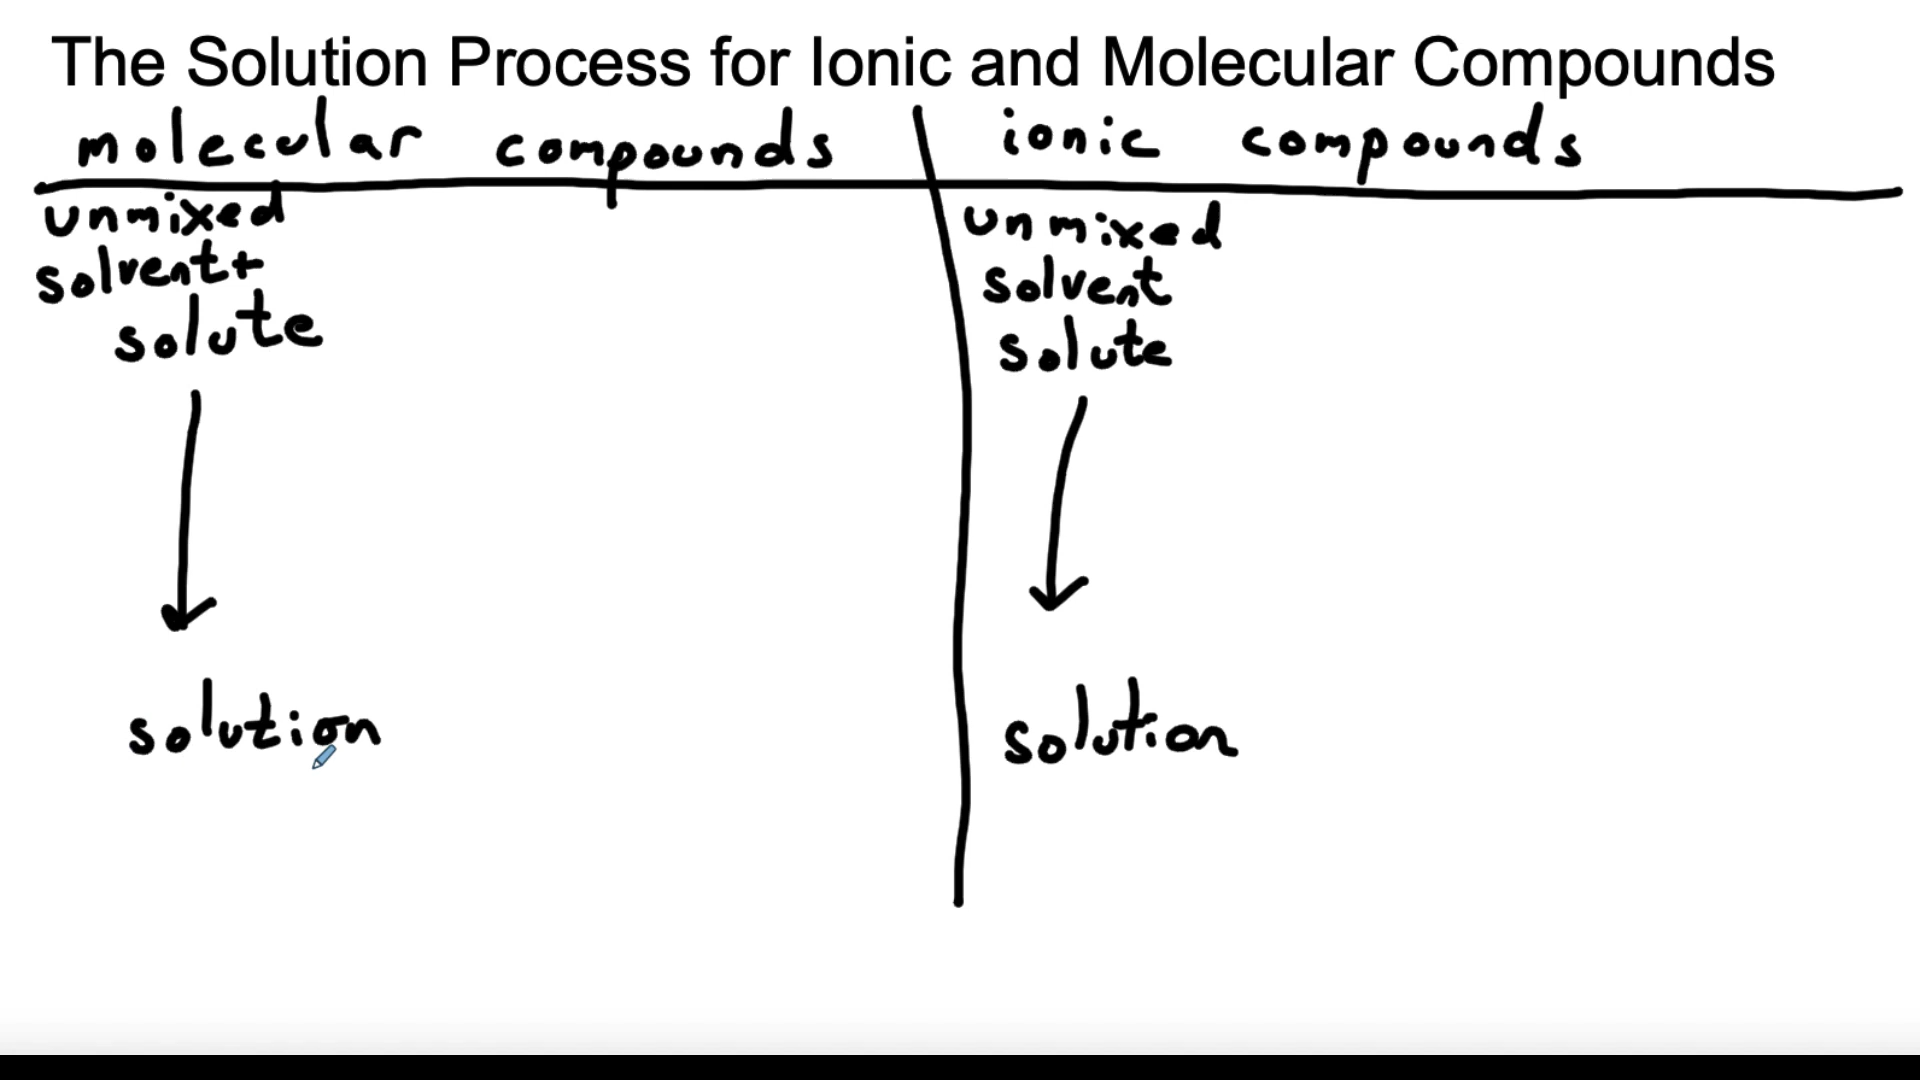 The Solution Process for Ionic and Molecular Compounds
molecular compounds
unmixed
solvent+
solute
solution
ionic compounds
unmixed
solvent
solute
solution